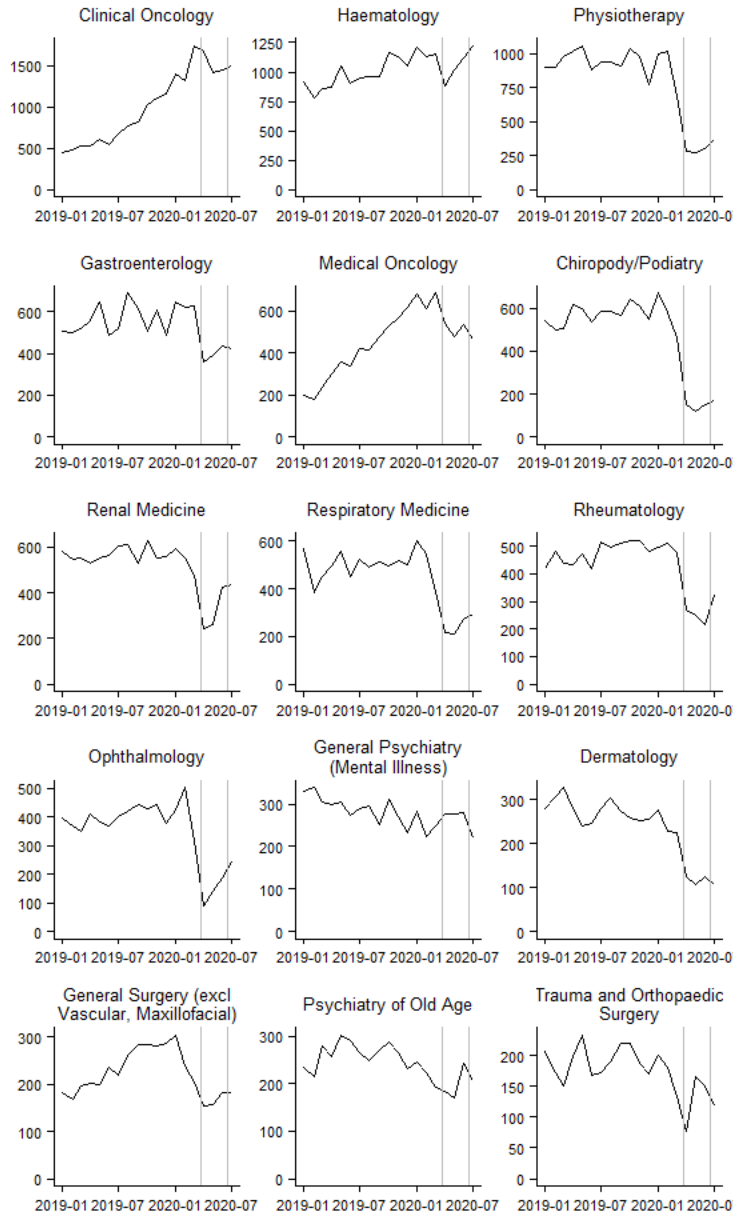 Clinical Oncology
Haematology
Physiotherapy
1500
1000
500
0
2019-01 2019-07 2020-01 2020-07
1250
1000
750
500
250
0
2019-01 2019-07 2020-01 2020-07
1000
750
500
250
0
2019-01 2019-07 2020-01 2020-0
Gastroenterology
Medical Oncology
Chiropody/Podiatry
600
400
200
0
2019-01 2019-07 2020-01 2020-07
600
400
200
0
2019-01 2019-07 2020-01 2020-07
600
400
200
0
2019-01 2019-07 2020-01 2020-0
Renal Medicine
Respiratory Medicine
Rheumatology
600
400
200
0
2019-01 2019-07 2020-01 2020-07
600
400
200
0
2019-01 2019-07 2020-01 2020-07
500
400
300
200
100
0
2019-01 2019-07 2020-01 2020-0
Ophthalmology
General Psychiatry
(Mental Illness)
Dermatology
500
400
300
200
100
0
2019-01 2019-07 2020-01 2020-07
300
200
100
0
2019-01 2019-07 2020-01 2020-07
300
200
100
0
2019-01 2019-07 2020-01 2020-0
General Surgery (excl
Vascular, Maxillofacial)
Psychiatry of Old Age
Trauma and Orthopaedic
Surgery
300
200
100
0
2019-01 2019-07 2020-01 2020-07
300
200
100
0
2019-01 2019-07 2020-01 2020-07
200
150
100
50
0
2019-01 2019-07 2020-01 2020-0